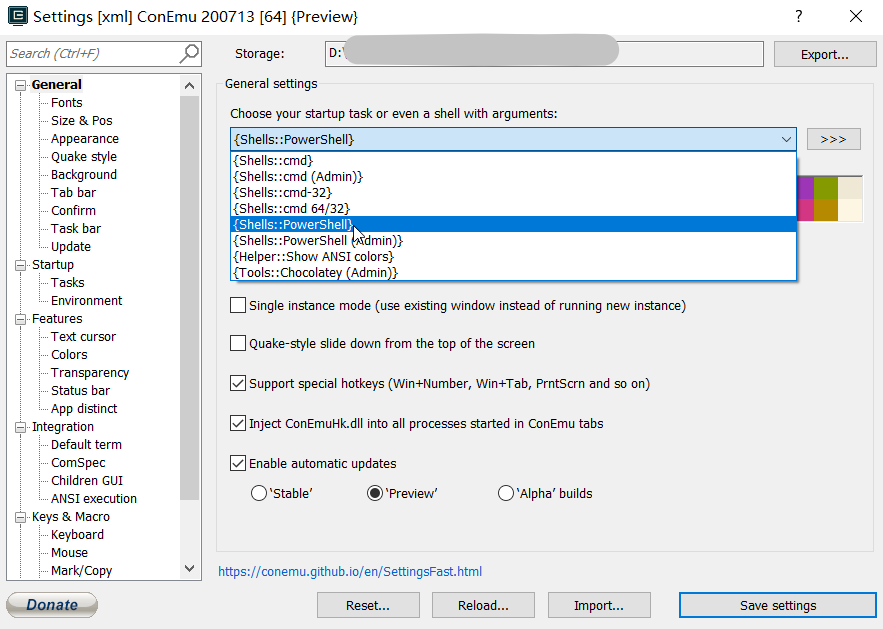 Settings [xml] ConEmu 200713 [64] {Preview}
Search (Ctrl+F)
Storage:
D:\
Export...
General
Fonts
Size & Pos
Appearance
Quake style
Background
Tab bar
Confirm
Task bar
Update
Startup
Tasks
Environment
Features
Text cursor
Colors
Transparency
Status bar
App distinct
Integration
Default term
ComSpec
Children GUI
ANSI execution
Keys & Macro
Keyboard
Mouse
Mark/Copy
General settings
Choose your startup task or even a shell with arguments:
{Shells::PowerShell}
>>>
{Shells::cmd}
{Shells::cmd (Admin)}
{Shells::cmd-32}
{Shells::cmd 64/32}
{Shells::PowerShell}
{Shells::PowerShell (Admin)}
{Helper::Show ANSI colors}
{Tools::Chocolatey (Admin)}
Single instance mode (use existing window instead of running new instance)
Quake-style slide down from the top of the screen
Support special hotkeys (Win+Number, Win+Tab, PrntScrn and so on)
Inject ConEmuHk.dll into all processes started in ConEmu tabs
Enable automatic updates
‘Stable’
‘Preview’
‘Alpha’ builds
https://conemu.github.io/en/SettingsFast.html
Donate
Reset...
Reload...
Import...
Save settings